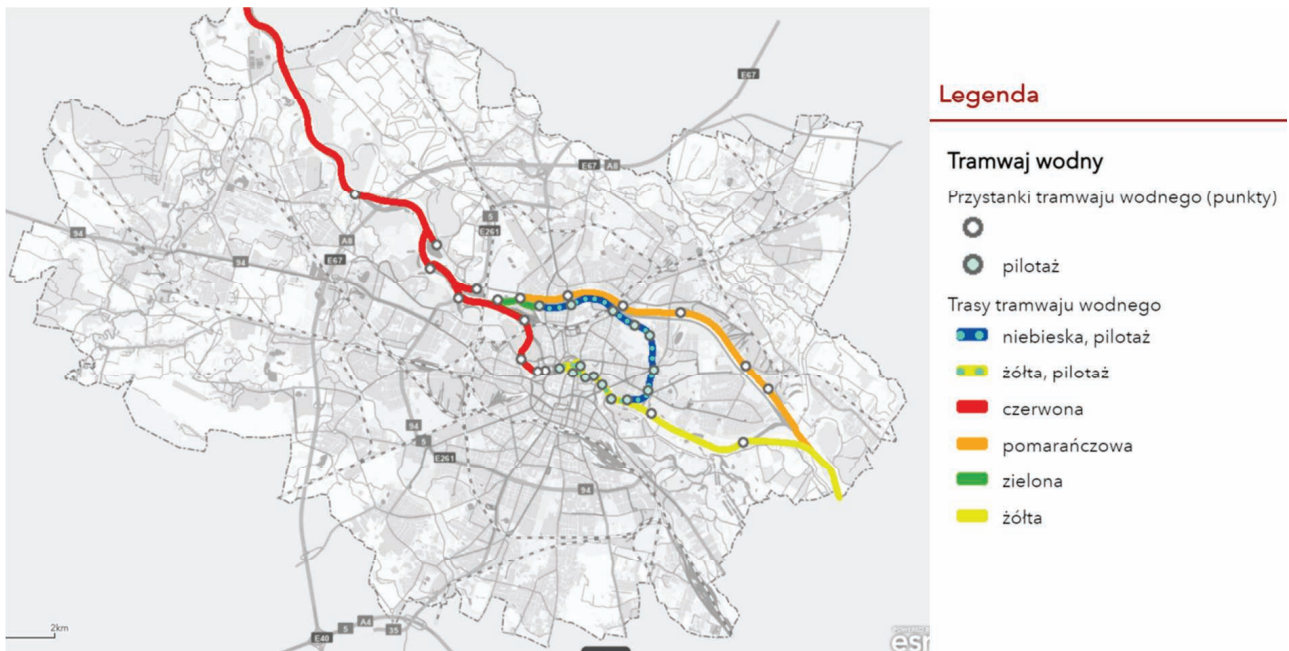 E67
E67 A8
5
E261
94
A8
94
E67
94
5
E261
94
2km
A4
5
35
E40
esr
Legenda
Tramwaj wodny
Przystanki tramwaju wodnego (punkty)
pilotaż
Trasy tramwaju wodnego
niebieska, pilotaż
żółta, pilotaż
czerwona
pomarańczowa
zielona
żółta